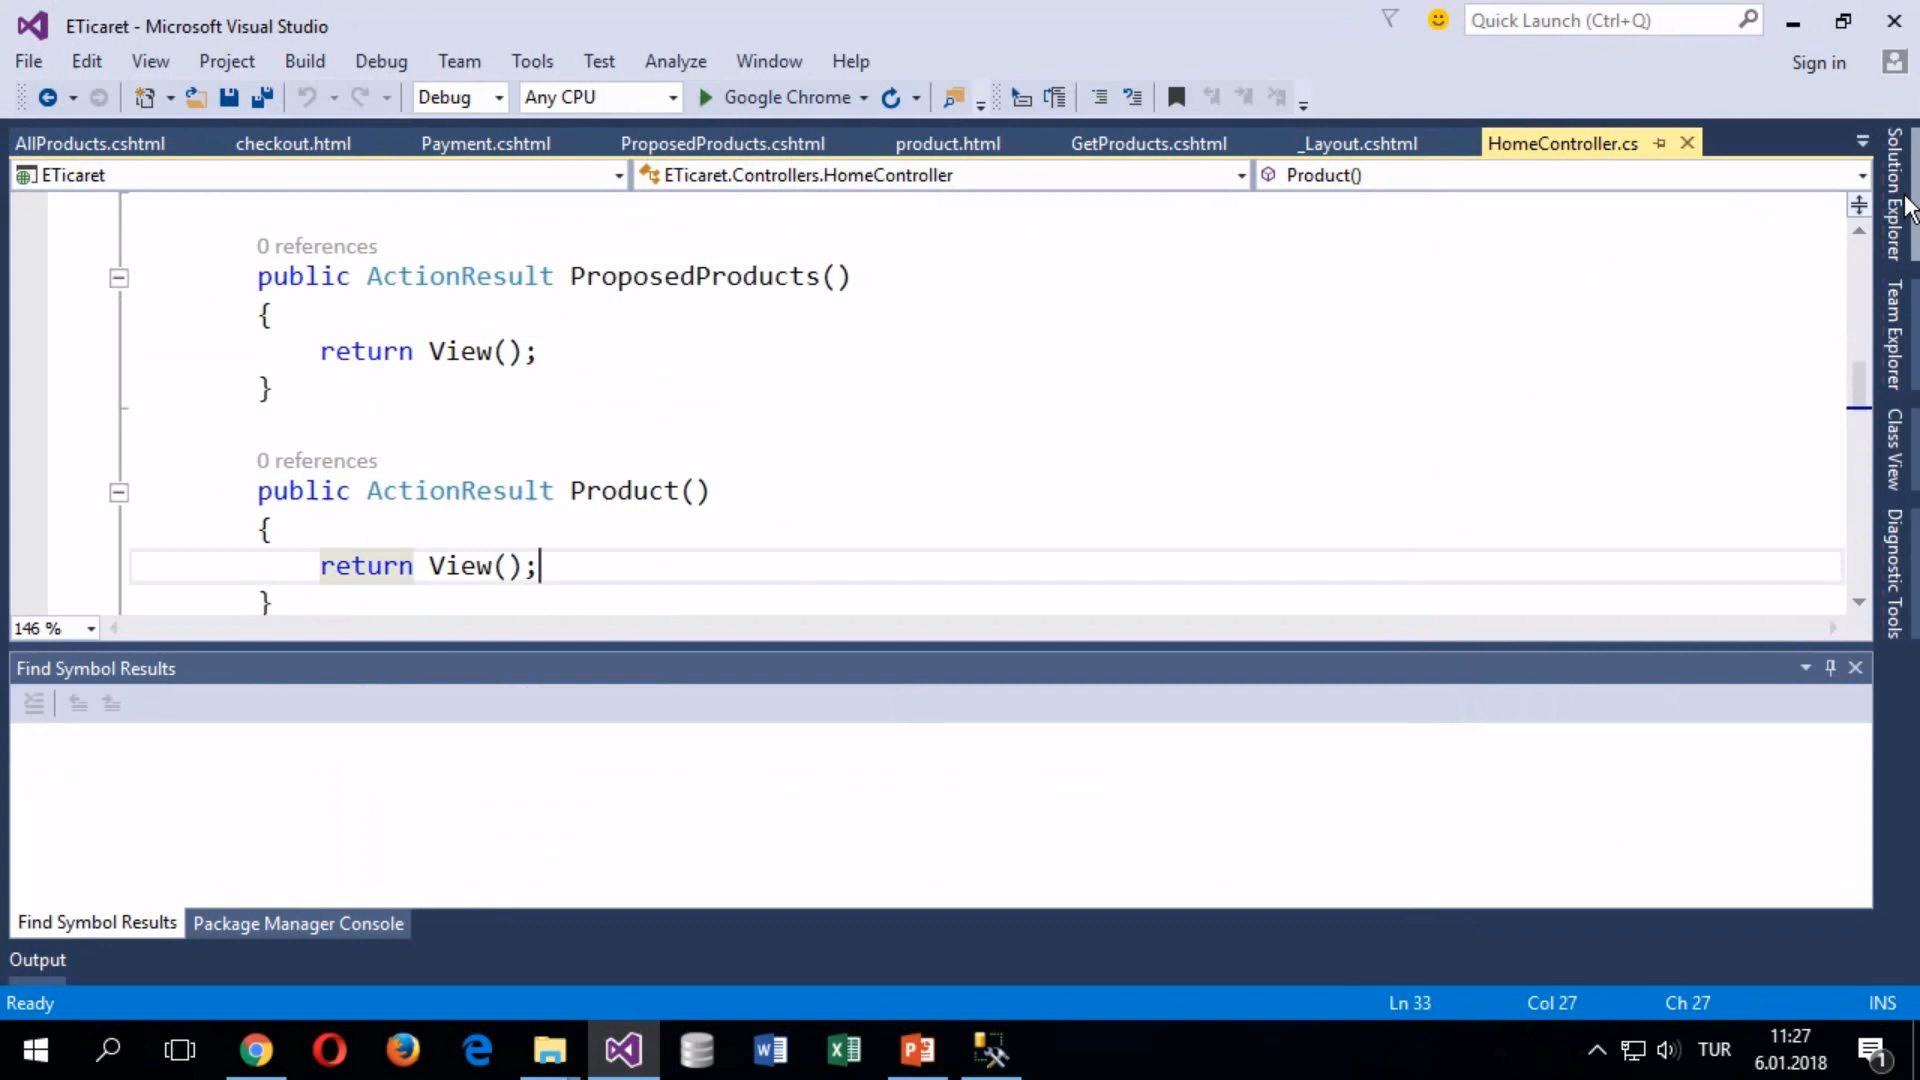 ETicaret - Microsoft Visual Studio
Quick Launch (Ctrl+Q)
File Edit View Project Build Debug Team Tools Test Analyze Window Help
Sign in
Debug Any CPU Google Chrome
AllProducts.cshtml checkout.html Payment.cshtml ProposedProducts.cshtml product.html GetProducts.cshtml _Layout.cshtml HomeController.cs
ETicaret ETicaret.Controllers.HomeController Product()
0 references
public ActionResult ProposedProducts()
{
return View();
}
0 references
public ActionResult Product()
{
return View();
}
146 %
Solution Explorer
Team Explorer
Class View
Diagnostic Tools
Find Symbol Results
Find Symbol Results Package Manager Console
Output
Ready Ln 33 Col 27 Ch 27 INS
TUR
11:27
6.01.2018
1